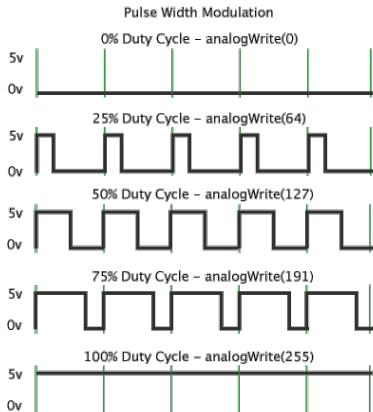 Pulse Width Modulation
0% Duty Cycle – analogWrite(0)
5v
0v
25% Duty Cycle – analogWrite(64)
5v
0v
50% Duty Cycle – analogWrite(127)
5v
0v
75% Duty Cycle – analogWrite(191)
5v
0v
100% Duty Cycle – analogWrite(255)
5v
0v